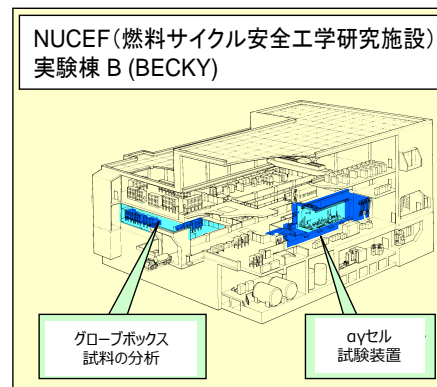 NUCEF（燃料サイクル安全工学研究施設）
実験棟 B (BECKY)
グローブボックス
試料の分析
αγセル
試験装置